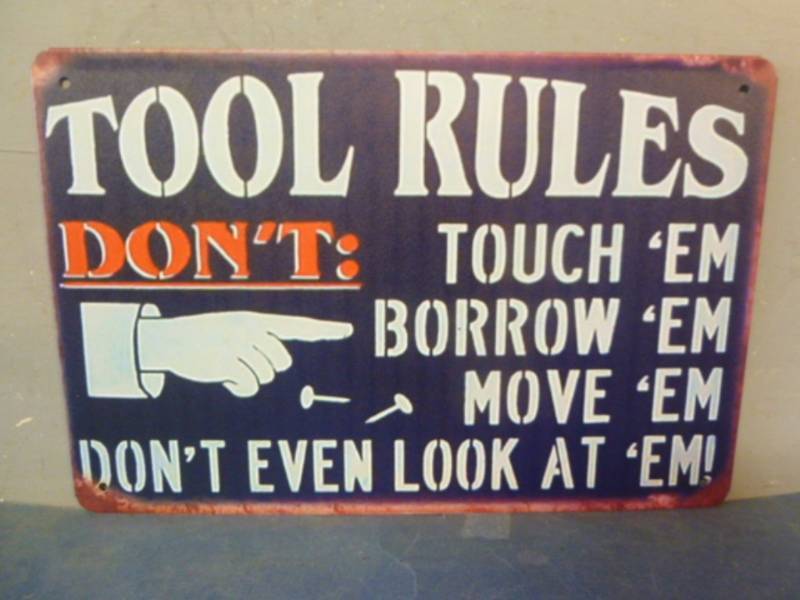 TOOL RULES
DON'T: TOUCH 'EM
BORROW 'EM
MOVE 'EM
DON'T EVEN LOOK AT 'EM!